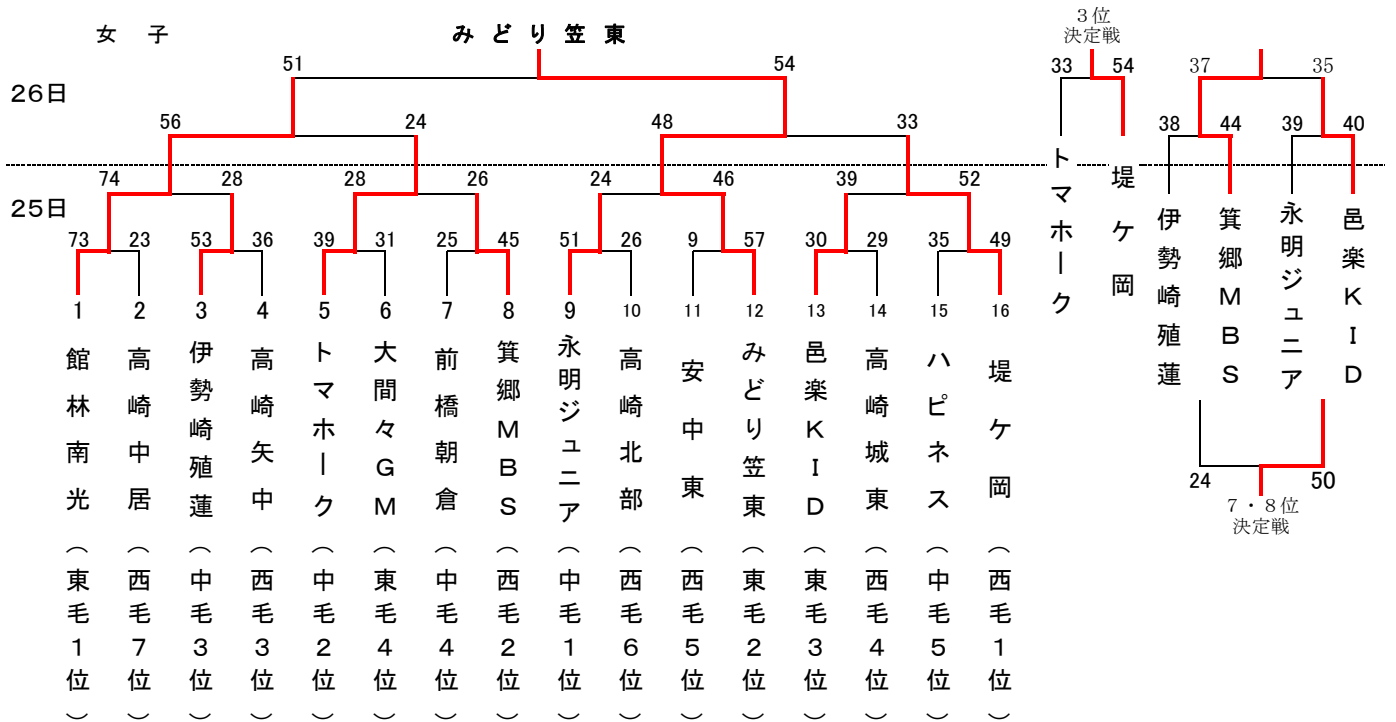 女子
みどり笠東
３位
決定戦
51 54 33 54 37 35
26日
56 24 48 33 38 44 39 40
74 28 28 26 24 46 39 52
25日
73 23 53 36 39 31 25 45 51 26 9 57 30 29 35 49
1 2 3 4 5 6 7 8 9 10 11 12 13 14 15 16
館林南光（東毛１位）
高崎中居（西毛７位）
伊勢崎殖蓮（中毛３位）
高崎矢中（西毛３位）
トマホーク（中毛２位）
大間々GM（東毛４位）
前橋朝倉（中毛４位）
箕郷MBS（西毛２位）
永明ジュニア（中毛１位）
高崎北部（西毛６位）
安中東（西毛５位）
みどり笠東（東毛２位）
邑楽KID（東毛３位）
高崎城東（西毛４位）
ハピネス（中毛５位）
堤ケ岡（西毛１位）
トマホーク
堤ケ岡
伊勢崎殖蓮
箕郷MBS
永明ジュニア
邑楽KID
24 50
７・８位
決定戦